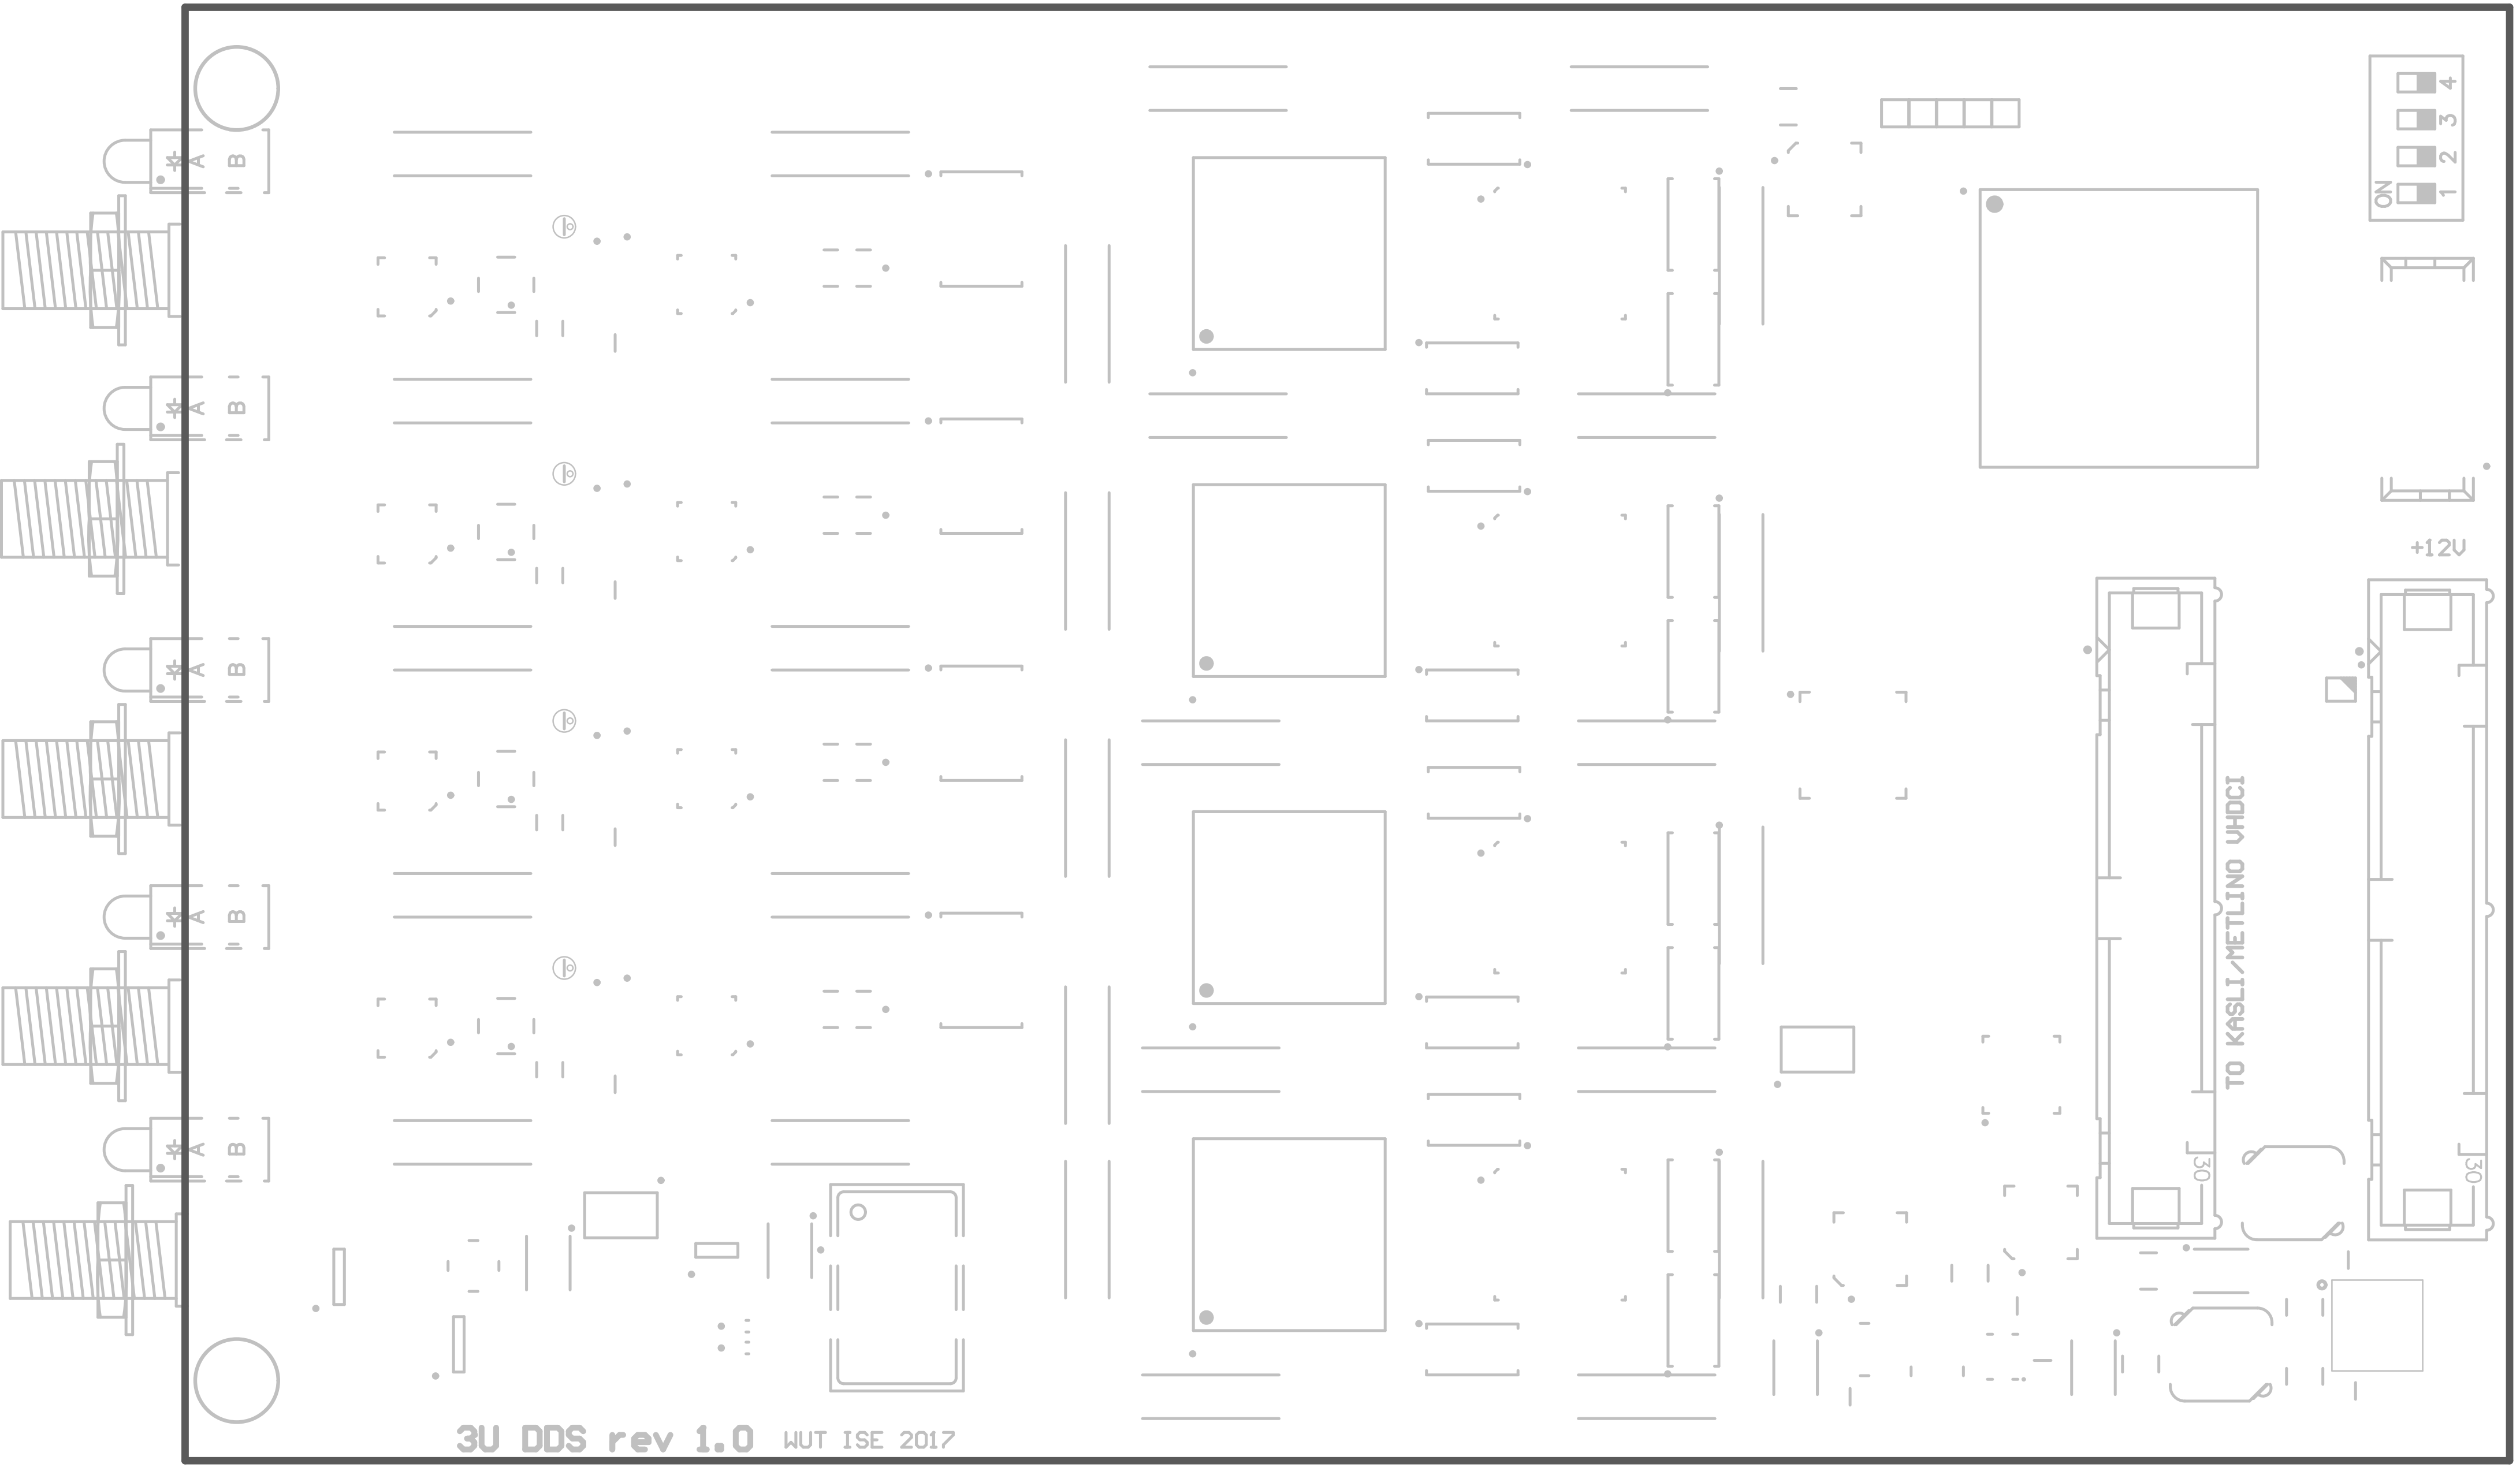 K A B
ON 1 2 3 4
K A B
+12V
K A B
TO KASLI/METLINO VHDCI
K A B
K A B
30
30
3U DDS rev 1.0 WUT ISE 2017